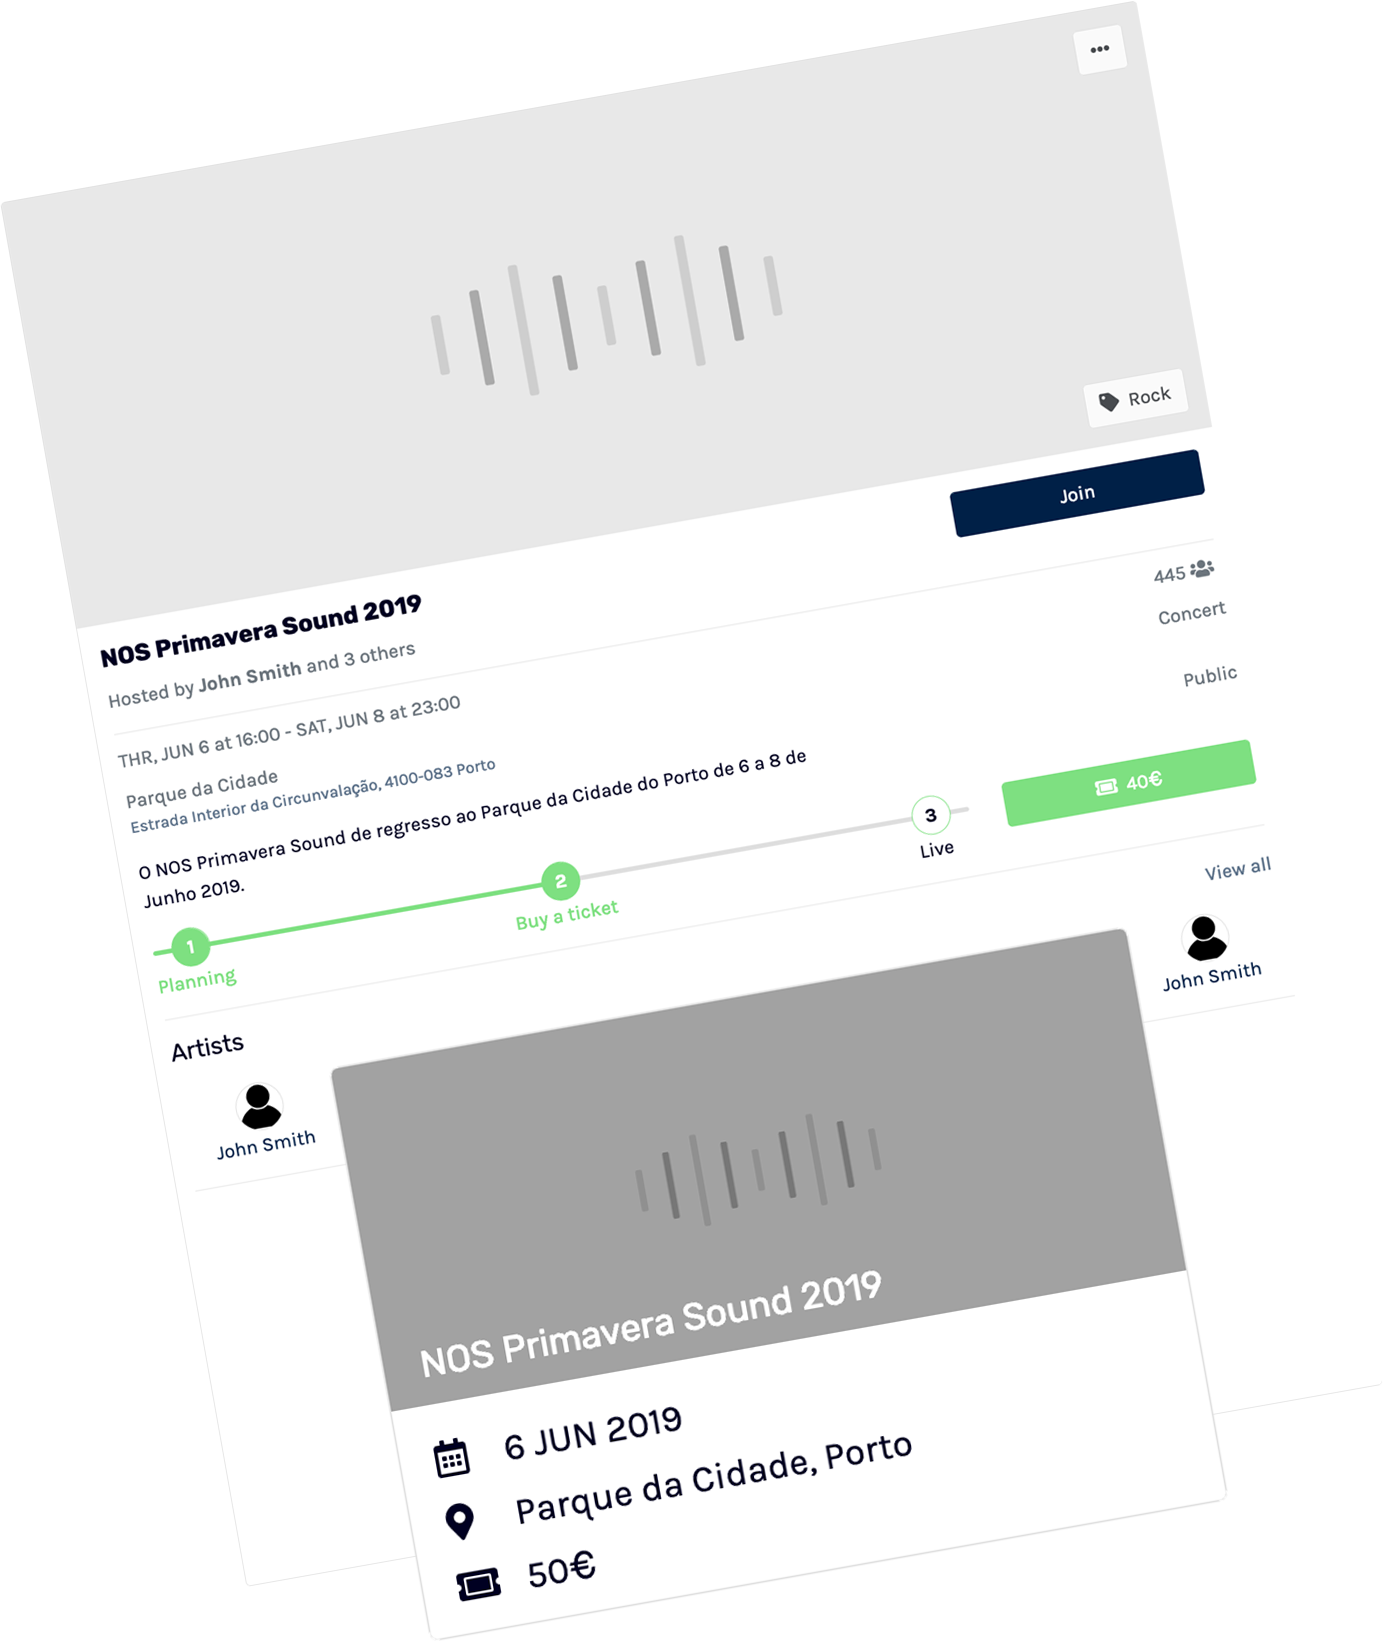 Rock
Join
NOS Primavera Sound 2019
Hosted by John Smith and 3 others
445
Concert
THR, JUN 6 at 16:00 - SAT, JUN 8 at 23:00
Public
Parque da Cidade
Estrada Interior da Circunvalação, 4100-083 Porto
O NOS Primavera Sound de regresso ao Parque da Cidade do Porto de 6 a 8 de
Junho 2019.
40€
1
Planning
2
Buy a ticket
3
Live
Artists
View all
John Smith
John Smith
NOS Primavera Sound 2019
6 JUN 2019
Parque da Cidade, Porto
50€